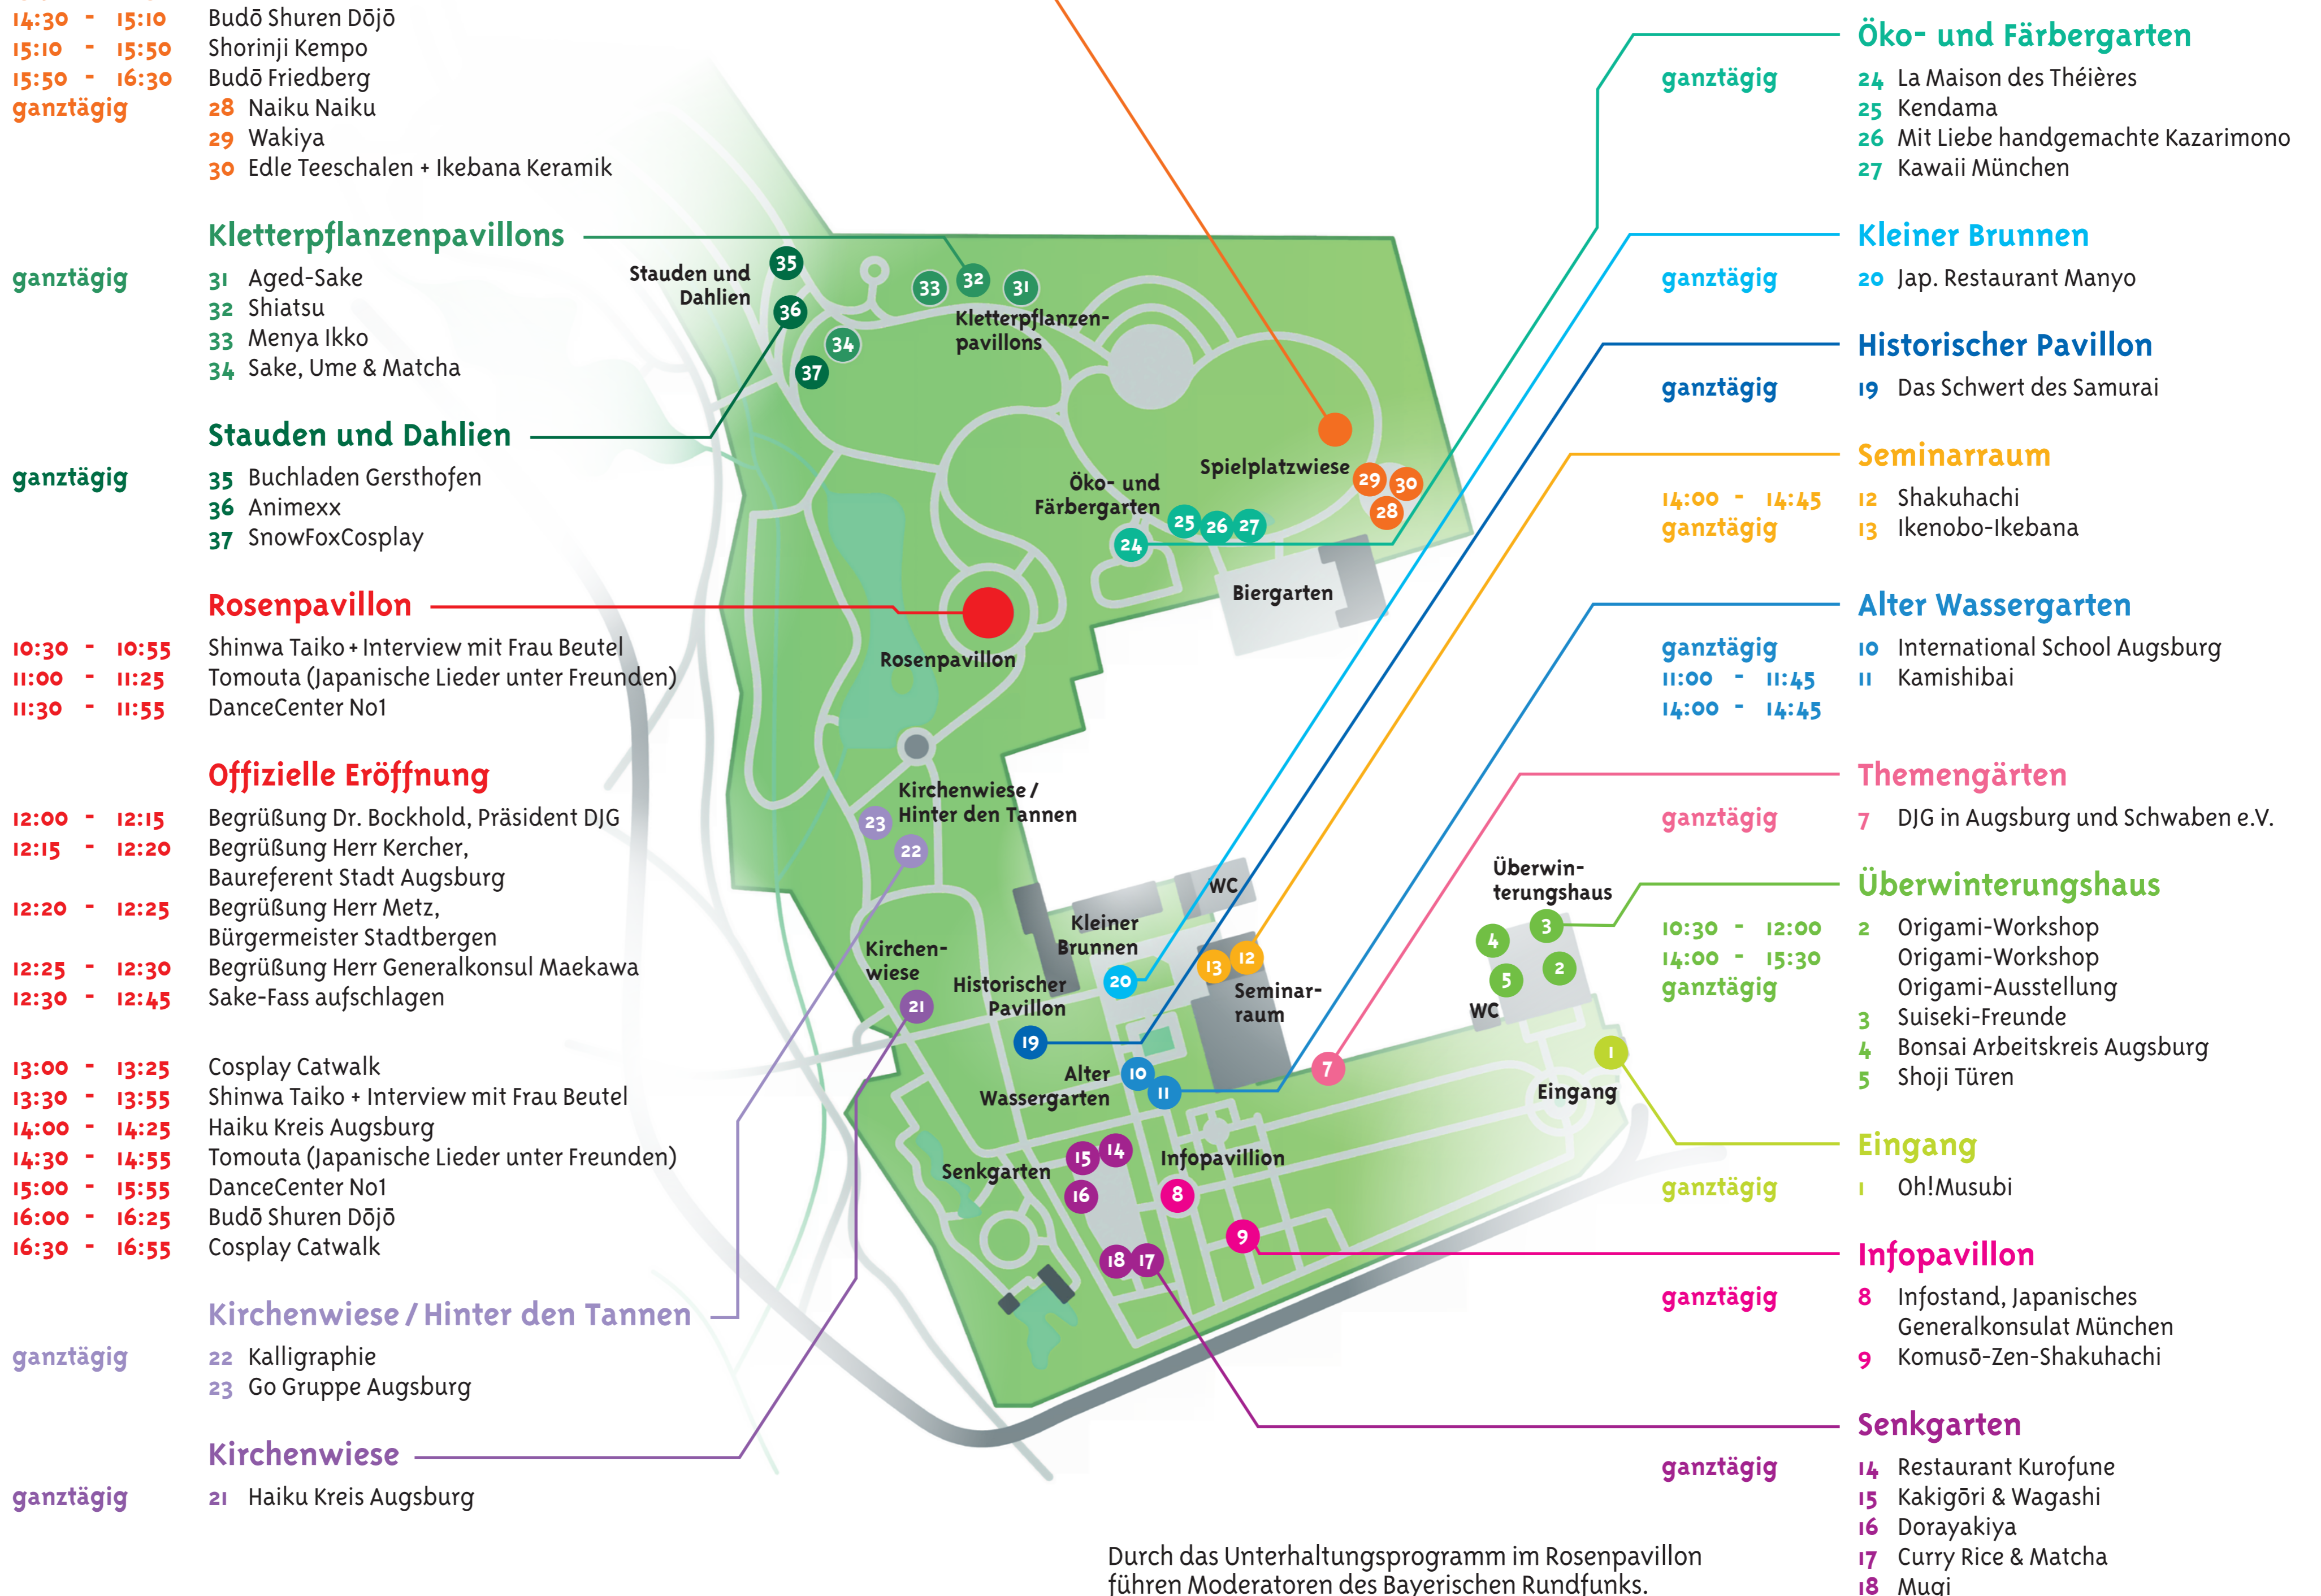 14:30 - 15:10 Budō Shuren Dōjō
15:10 - 15:50 Shorinji Kempo
15:50 - 16:30 Budō Friedberg
ganztägig 28 Naiku Naiku
29 Wakiya
30 Edle Teeschalen + Ikebana Keramik
Kletterpflanzenpavillons
ganztägig 31 Aged-Sake
32 Shiatsu
33 Menya Ikko
34 Sake, Ume & Matcha
Stauden und Dahlien
ganztägig 35 Buchladen Gersthofen
36 Animexx
37 SnowFoxCosplay
Rosenpavillon
10:30 - 10:55 Shinwa Taiko + Interview mit Frau Beutel
11:00 - 11:25 Tomouta (Japanische Lieder unter Freunden)
11:30 - 11:55 DanceCenter No1
Offizielle Eröffnung
12:00 - 12:15 Begrüßung Dr. Bockhold, Präsident DJG
12:15 - 12:20 Begrüßung Herr Kercher,
Baureferent Stadt Augsburg
12:20 - 12:25 Begrüßung Herr Metz,
Bürgermeister Stadtbergen
12:25 - 12:30 Begrüßung Herr Generalkonsul Maekawa
12:30 - 12:45 Sake-Fass aufschlagen
13:00 - 13:25 Cosplay Catwalk
13:30 - 13:55 Shinwa Taiko + Interview mit Frau Beutel
14:00 - 14:25 Haiku Kreis Augsburg
14:30 - 14:55 Tomouta (Japanische Lieder unter Freunden)
15:00 - 15:55 DanceCenter No1
16:00 - 16:25 Budō Shuren Dōjō
16:30 - 16:55 Cosplay Catwalk
Kirchenwiese / Hinter den Tannen
ganztägig 22 Kalligraphie
23 Go Gruppe Augsburg
Kirchenwiese
ganztägig 21 Haiku Kreis Augsburg
Stauden und
Dahlien
35
36
37
34
33
32
31
Kletterpflanzen-
pavillons
Spielplatzwiese
29
30
28
Öko- und
Färbergarten
24
25
26
27
Biergarten
Rosenpavillon
Kirchenwiese /
Hinter den Tannen
23
22
Kirchen-
wiese
21
Kleiner
Brunnen
20
WC
13
12
Seminar-
raum
Historischer
Pavillon
19
Alter
Wassergarten
10
11
7
Überwin-
terungshaus
3
4
2
5
WC
1
Eingang
Senkgarten
15
14
16
18
17
Infopavillion
8
9
Öko- und Färbergarten
ganztägig 24 La Maison des Théières
25 Kendama
26 Mit Liebe handgemachte Kazarimono
27 Kawaii München
Kleiner Brunnen
ganztägig 20 Jap. Restaurant Manyo
Historischer Pavillon
ganztägig 19 Das Schwert des Samurai
Seminarraum
14:00 - 14:45 12 Shakuhachi
ganztägig 13 Ikenobo-Ikebana
Alter Wassergarten
ganztägig 10 International School Augsburg
11:00 - 11:45 11 Kamishibai
14:00 - 14:45
Themengärten
ganztägig 7 DJG in Augsburg und Schwaben e.V.
Überwinterungshaus
10:30 - 12:00 2 Origami-Workshop
14:00 - 15:30 Origami-Workshop
ganztägig Origami-Ausstellung
3 Suiseki-Freunde
4 Bonsai Arbeitskreis Augsburg
5 Shoji Türen
Eingang
ganztägig 1 Oh!Musubi
Infopavillon
ganztägig 8 Infostand, Japanisches
Generalkonsulat München
9 Komusō-Zen-Shakuhachi
Senkgarten
ganztägig 14 Restaurant Kurofune
15 Kakigōri & Wagashi
16 Dorayakiya
17 Curry Rice & Matcha
18 Mugi
Durch das Unterhaltungsprogramm im Rosenpavillon
führen Moderatoren des Bayerischen Rundfunks.